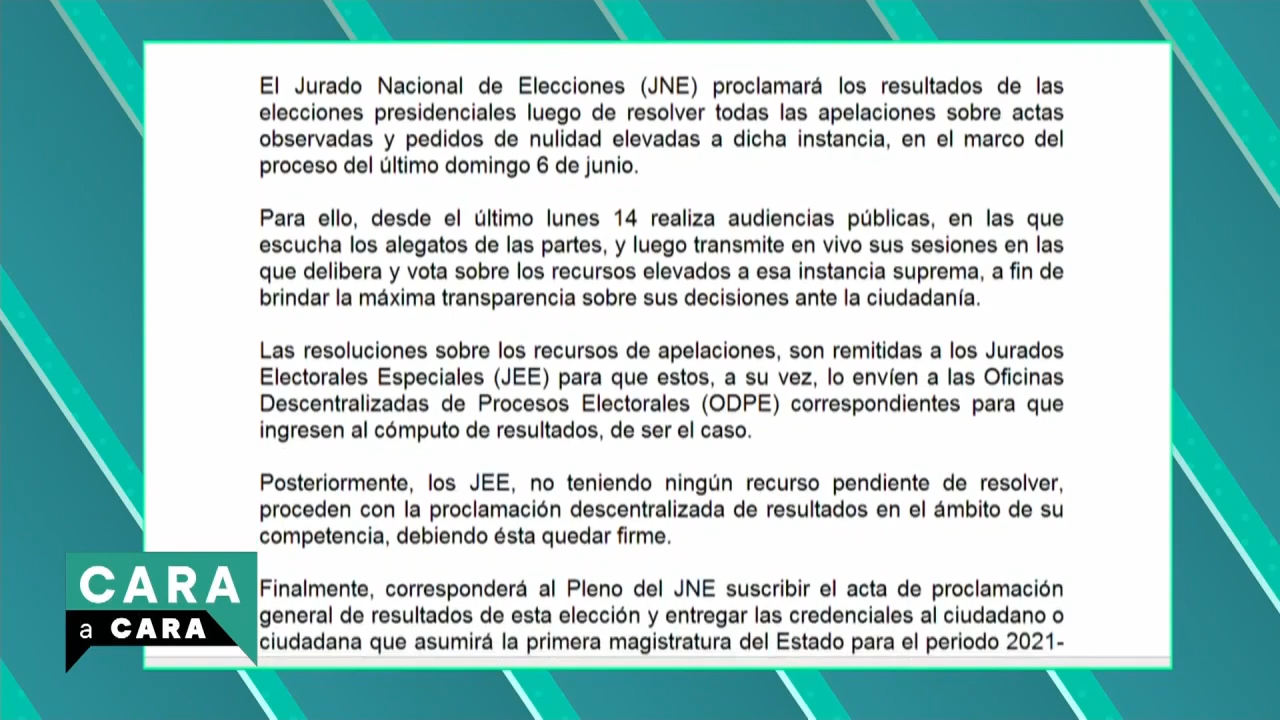 El Jurado Nacional de Elecciones (JNE) proclamará los resultados de las
elecciones presidenciales luego de resolver todas las apelaciones sobre actas
observadas y pedidos de nulidad elevadas a dicha instancia, en el marco del
proceso del último domingo 6 de junio.
Para ello, desde el último lunes 14 realiza audiencias públicas, en las que
escucha los alegatos de las partes, y luego transmite en vivo sus sesiones en las
que delibera y vota sobre los recursos elevados a esa instancia suprema, a fin de
brindar la máxima transparencia sobre sus decisiones ante la ciudadanía.
Las resoluciones sobre los recursos de apelaciones, son remitidas a los Jurados
Electorales Especiales (JEE) para que estos, a su vez, lo envíen a las Oficinas
Descentralizadas de Procesos Electorales (ODPE) correspondientes para que
ingresen al cómputo de resultados, de ser el caso.
Posteriormente, los JEE, no teniendo ningún recurso pendiente de resolver,
proceden con la proclamación descentralizada de resultados en el ámbito de su
competencia, debiendo ésta quedar firme.
Finalmente, corresponderá al Pleno del JNE suscribir el acta de proclamación
general de resultados de esta elección y entregar las credenciales al ciudadano o
ciudadana que asumirá la primera magistratura del Estado para el periodo 2021-
CARA
a CARA